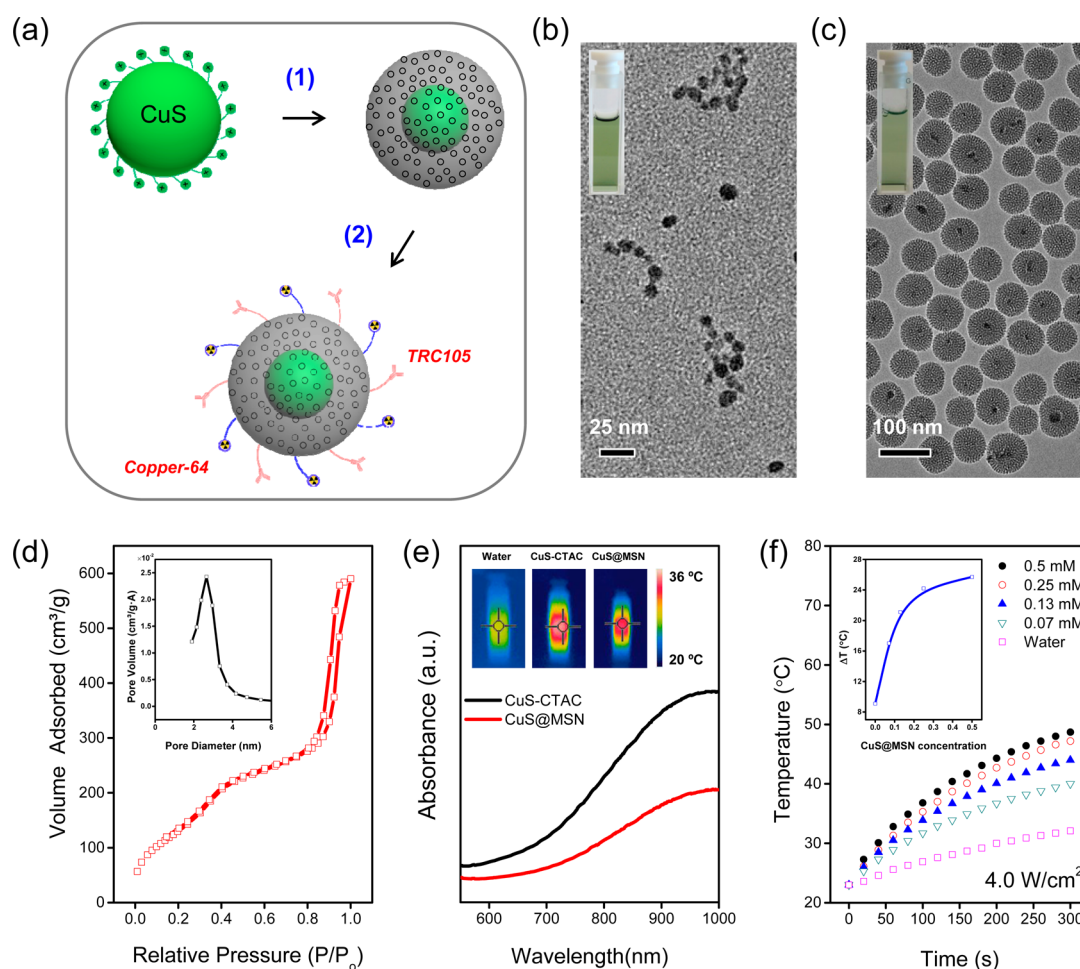 (a)
CuS
(1)
(2)
TRC105
Copper-64
(b)
25 nm
(c)
100 nm
(d)
Volume Adsorbed (cm³/g)
600
500
400
300
200
100
0
0.0 0.2 0.4 0.6 0.8 1.0
Relative Pressure (P/Po)
×10⁻²
Pore Volume (cm³/g·A)
2.5
2.0
1.5
1.0
0.5
0.0
0 2 4 6
Pore Diameter (nm)
(e)
Absorbance (a.u.)
Water CuS-CTAC CuS@MSN
36 ºC
20 ºC
CuS-CTAC
CuS@MSN
600 700 800 900 1000
Wavelength(nm)
(f)
Temperature (°C)
80
70
60
50
40
30
20
0 50 100 150 200 250 300
Time (s)
ΔT (°C)
28
24
20
16
12
8
0.0 0.1 0.2 0.3 0.4 0.5
CuS@MSN concentration
0.5 mM
0.25 mM
0.13 mM
0.07 mM
Water
4.0 W/cm²